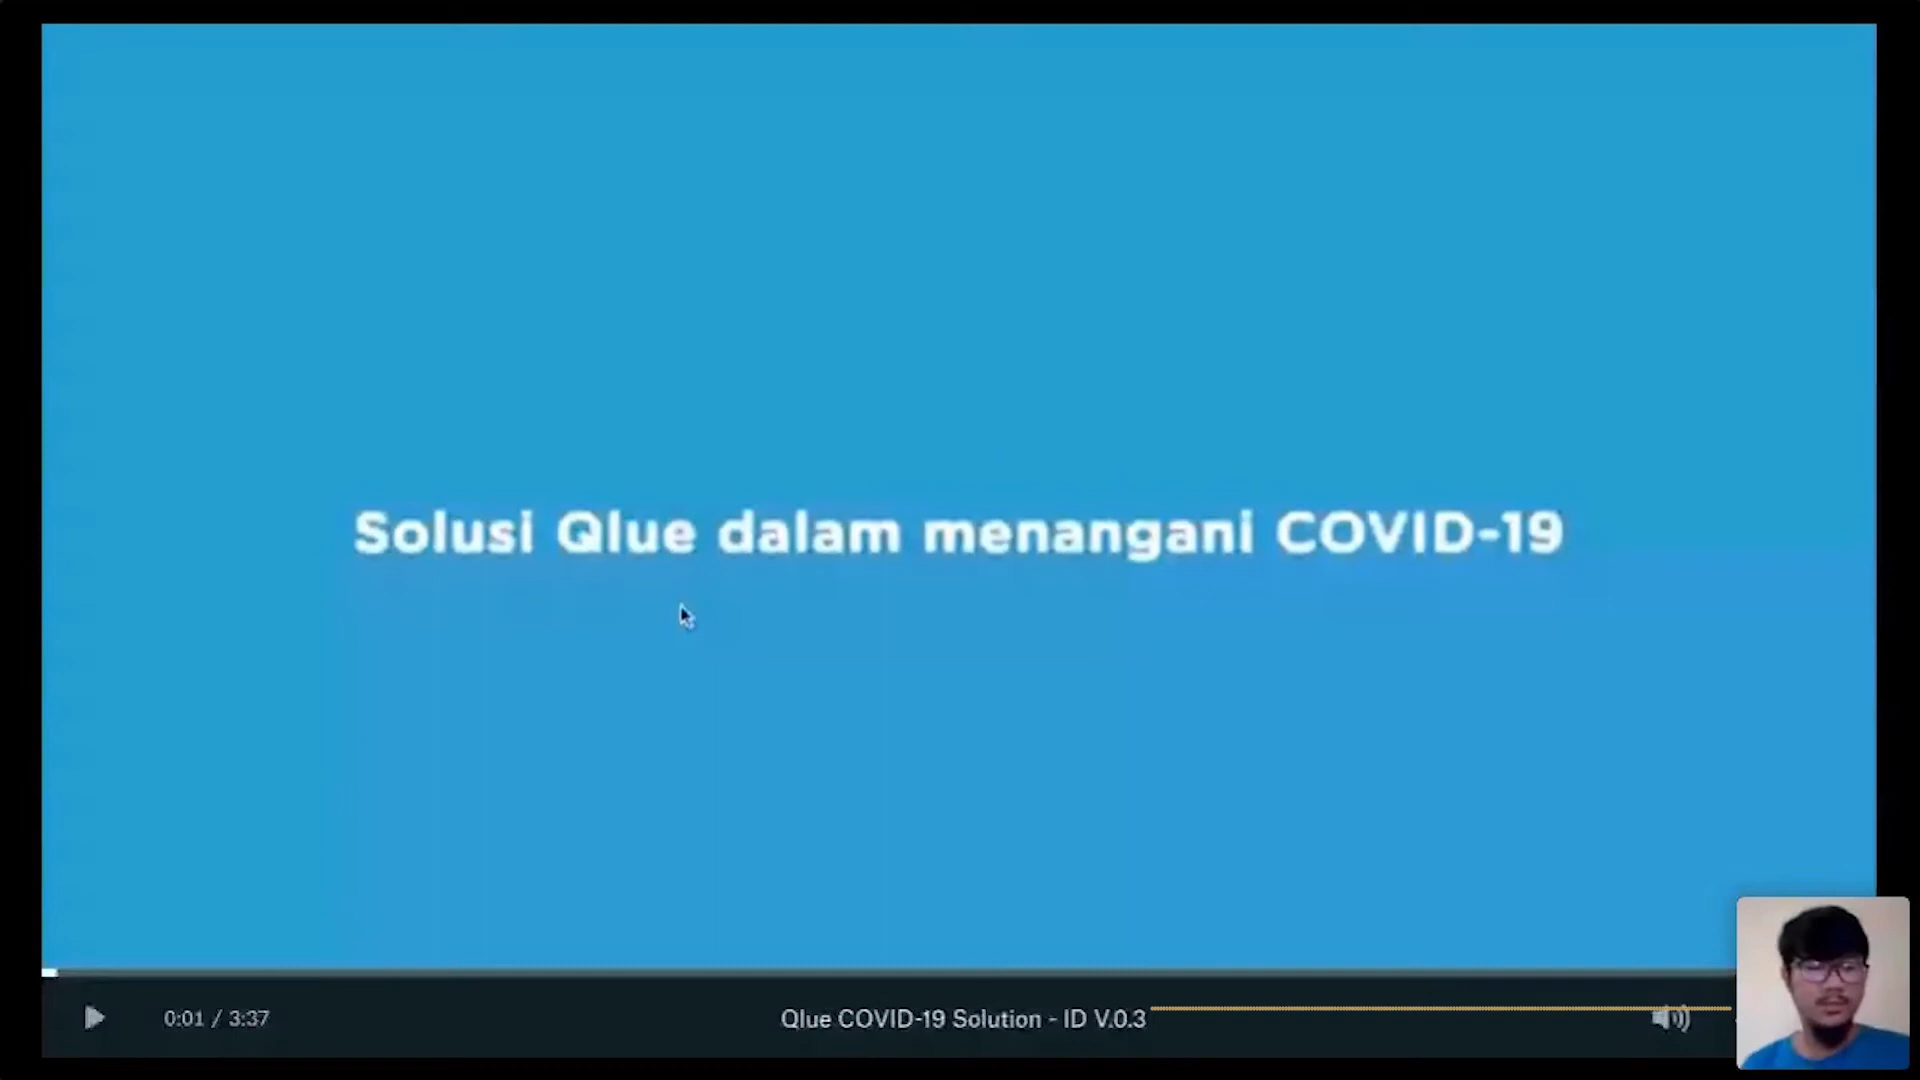 Solusi Qlue dalam menangani COVID-19
0:01 / 3:37
Qlue COVID-19 Solution - ID V.0.3